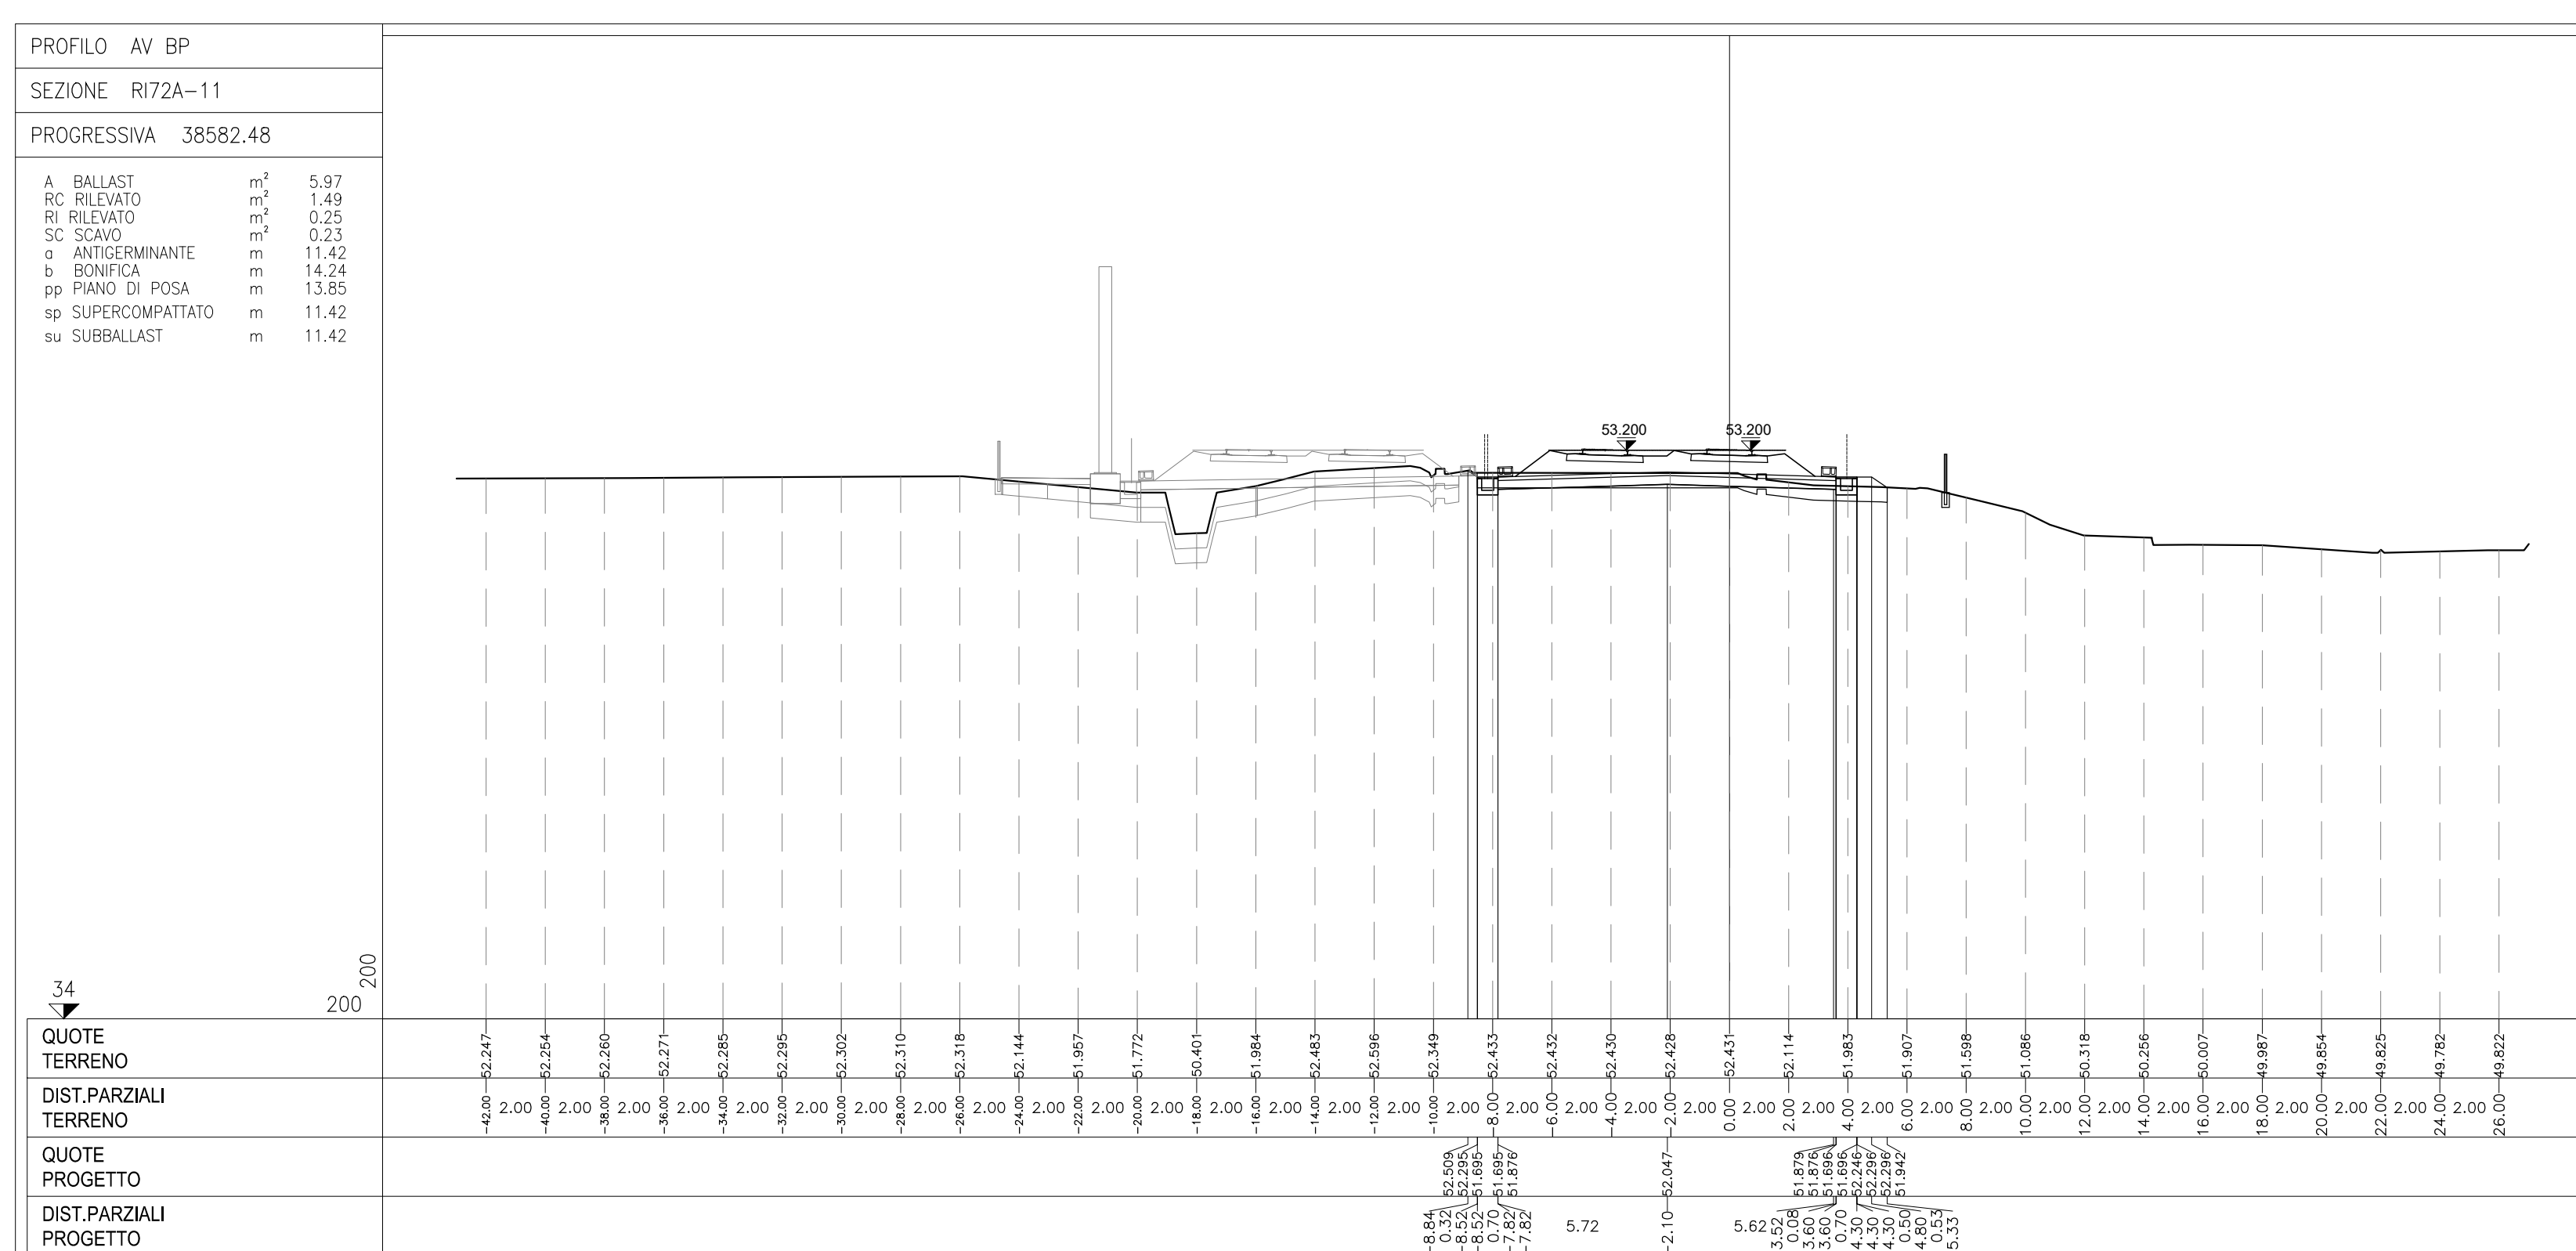 PROFILO AV BP
SEZIONE RI72A-11
PROGRESSIVA 38582.48
A BALLAST m² 5.97
RC RILEVATO m² 1.49
RI RILEVATO m² 0.25
SC SCAVO m² 0.23
a ANTIGERMINANTE m 11.42
b BONIFICA m 14.24
pp PIANO DI POSA m 13.85
sp SUPERCOMPATTATO m 11.42
su SUBBALLAST m 11.42
53.200 53.200
200
34
200
QUOTE
TERRENO
52.247 52.254 52.260 52.271 52.285 52.295 52.302 52.310 52.318 52.144 51.957 51.772 50.401 51.984 52.483 52.596 52.349 52.433 52.432 52.430 52.428 52.431 52.114 51.983 51.907 51.598 51.086 50.318 50.256 50.007 49.987 49.854 49.825 49.782 49.822
DIST.PARZIALI
TERRENO
-42.00 2.00 -40.00 2.00 -38.00 2.00 -36.00 2.00 -34.00 2.00 -32.00 2.00 -30.00 2.00 -28.00 2.00 -26.00 2.00 -24.00 2.00 -22.00 2.00 -20.00 2.00 -18.00 2.00 -16.00 2.00 -14.00 2.00 -12.00 2.00 -10.00 2.00 -8.00 2.00 -6.00 2.00 -4.00 2.00 -2.00 2.00 0.00 2.00 2.00 2.00 4.00 2.00 6.00 2.00 8.00 2.00 10.00 2.00 12.00 2.00 14.00 2.00 16.00 2.00 18.00 2.00 20.00 2.00 22.00 2.00 24.00 2.00 26.00
QUOTE
PROGETTO
52.509 52.295 51.695 51.695 51.876 52.047 51.879 51.876 51.696 51.696 52.246 52.296 52.296 51.942
DIST.PARZIALI
PROGETTO
-8.84 0.32 -8.52 -8.52 0.70 -7.82 -7.82 5.72 -2.10 5.62 3.52 0.08 3.60 3.60 0.70 4.30 4.30 4.30 0.50 4.80 0.53 5.33